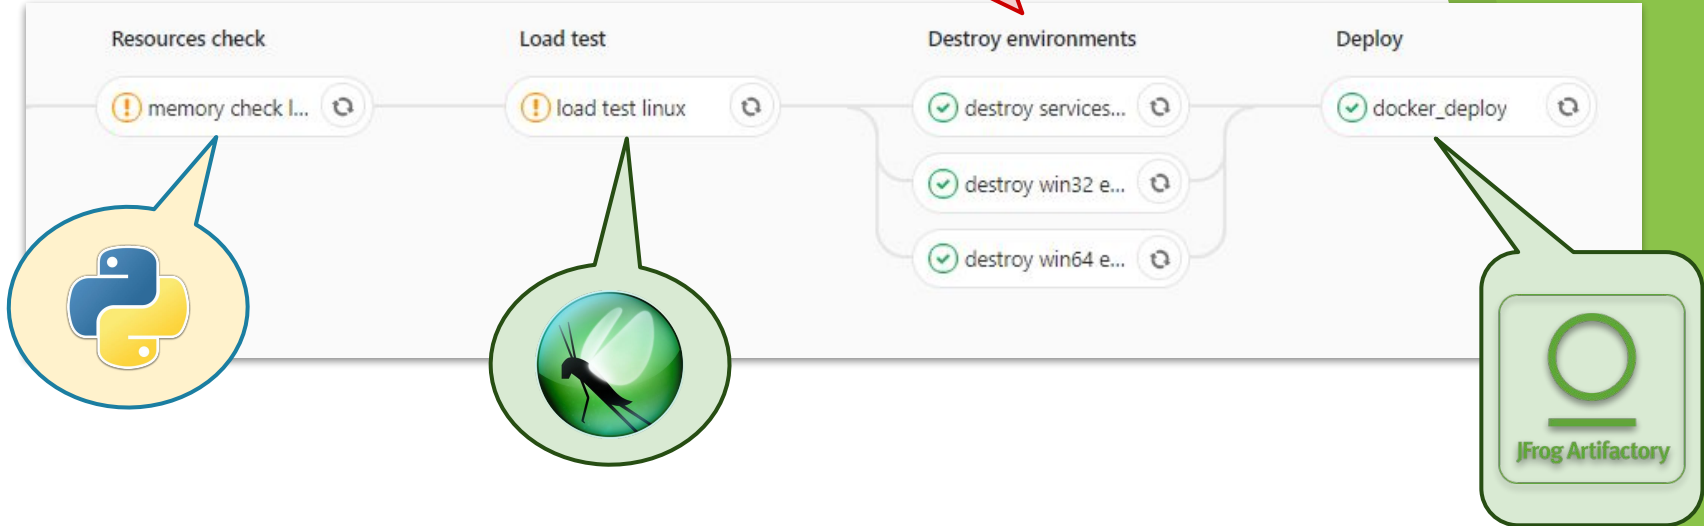 Resources check
Load test
Destroy environments
Deploy
memory check l...
load test linux
destroy services...
docker_deploy
destroy win32 e...
destroy win64 e...
JFrog Artifactory